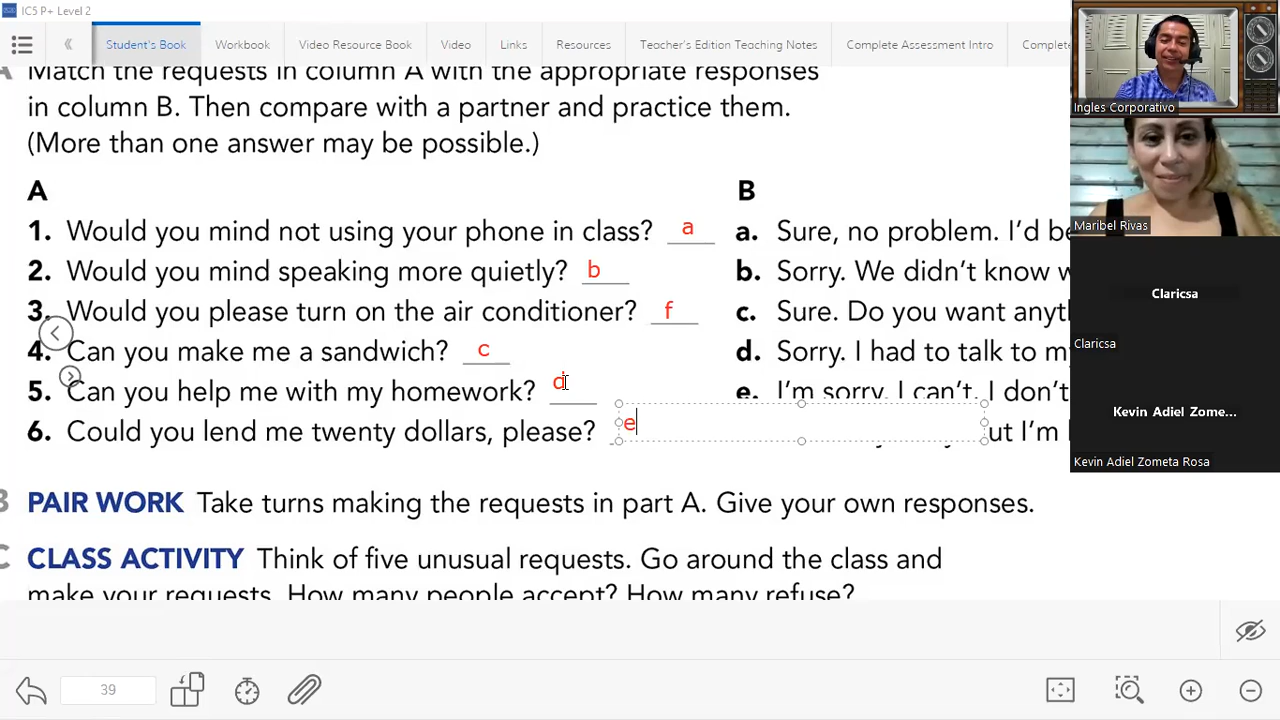 IC5 P+ Level 2
Student's Book Workbook Video Resource Book Video Links Resources Teacher's Edition Teaching Notes Complete Assessment Intro Complete
Match the requests in column A with the appropriate responses
in column B. Then compare with a partner and practice them.
(More than one answer may be possible.)
A B
1. Would you mind not using your phone in class? a a. Sure, no problem. I'd be
2. Would you mind speaking more quietly? b b. Sorry. We didn't know w
3. Would you please turn on the air conditioner? f c. Sure. Do you want anyth
4. Can you make me a sandwich? c d. Sorry. I had to talk to my
5. Can you help me with my homework? d e. I'm sorry. I can't. I don't
6. Could you lend me twenty dollars, please? e ut I'm
B PAIR WORK Take turns making the requests in part A. Give your own responses.
C CLASS ACTIVITY Think of five unusual requests. Go around the class and
make your requests. How many people accept? How many refuse?
39
Ingles Corporativo
Maribel Rivas
Claricsa
Claricsa
Kevin Adiel Zome...
Kevin Adiel Zometa Rosa